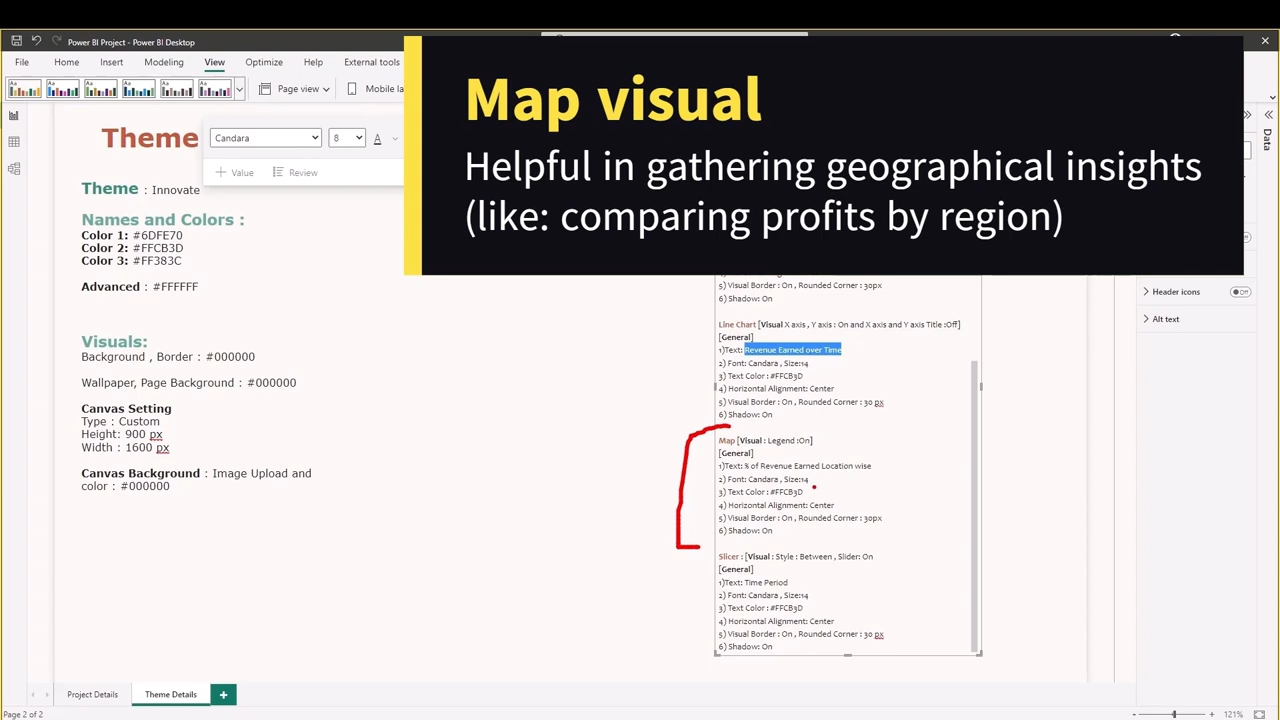 Power BI Project - Power BI Desktop
File Home Insert Modeling View Optimize Help External tools
Page view
Mobile la
Map visual
Helpful in gathering geographical insights
(like: comparing profits by region)
Theme
Candara 8 A
Value Review
Theme : Innovate
Names and Colors :
Color 1: #6DFE70
Color 2: #FFCB3D
Color 3: #FF383C
Advanced : #FFFFFF
Visuals:
Background , Border : #000000
Wallpaper, Page Background : #000000
Canvas Setting
Type : Custom
Height: 900 px
Width : 1600 px
Canvas Background : Image Upload and
color : #000000
5) Visual Border : On , Rounded Corner : 30px
6) Shadow: On
Line Chart [Visual X axis , Y axis : On and X axis and Y axis Title :Off]
[General]
1)Text: Revenue Earned over Time
2) Font: Candara , Size:14
3) Text Color : #FFCB3D
4) Horizontal Alignment: Center
5) Visual Border : On , Rounded Corner : 30 px
6) Shadow: On
Map [Visual : Legend :On]
[General]
1)Text: % of Revenue Earned Location wise
2) Font: Candara , Size:14
3) Text Color : #FFCB3D
4) Horizontal Alignment: Center
5) Visual Border : On , Rounded Corner : 30px
6) Shadow: On
Slicer : [Visual : Style : Between , Slider: On
[General]
1)Text: Time Period
2) Font: Candara , Size:14
3) Text Color : #FFCB3D
4) Horizontal Alignment: Center
5) Visual Border : On , Rounded Corner : 30 px
6) Shadow: On
Data
Header icons Off
Alt text
Project Details Theme Details
Page 2 of 2
121%